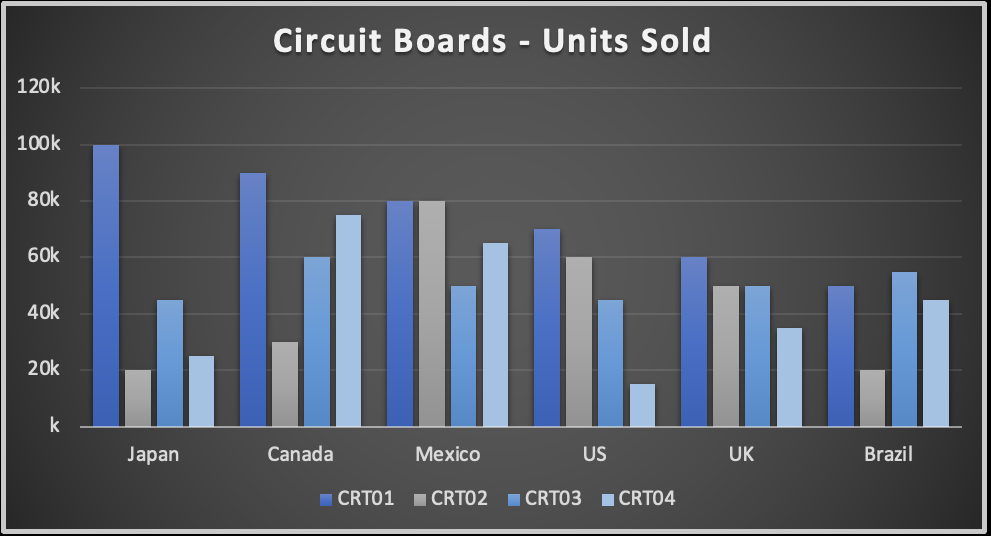 Circuit Boards - Units Sold
120k
100k
80k
60k
40k
20k
k
Japan Canada Mexico US UK Brazil
CRT01 CRT02 CRT03 CRT04